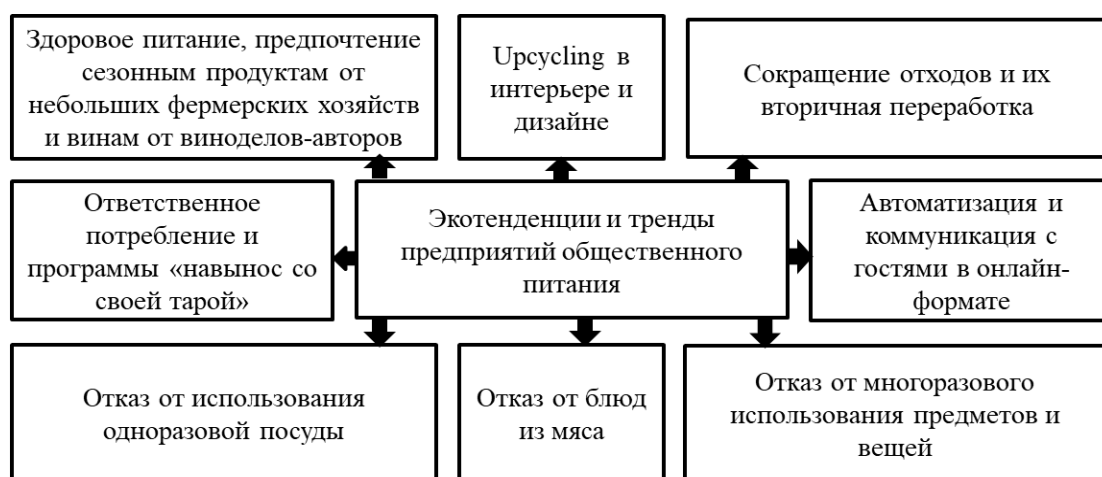 Здоровое питание, предпочтение
сезонным продуктам от
небольших фермерских хозяйств
и винам от виноделов-авторов
Upcycling в
интерьере и
дизайне
Сокращение отходов и их
вторичная переработка
Ответственное
потребление и
программы «навынос со
своей тарой»
Экотенденции и тренды
предприятий общественного
питания
Автоматизация и
коммуникация с
гостями в онлайн-
формате
Отказ от использования
одноразовой посуды
Отказ от блюд
из мяса
Отказ от многоразового
использования предметов и
вещей